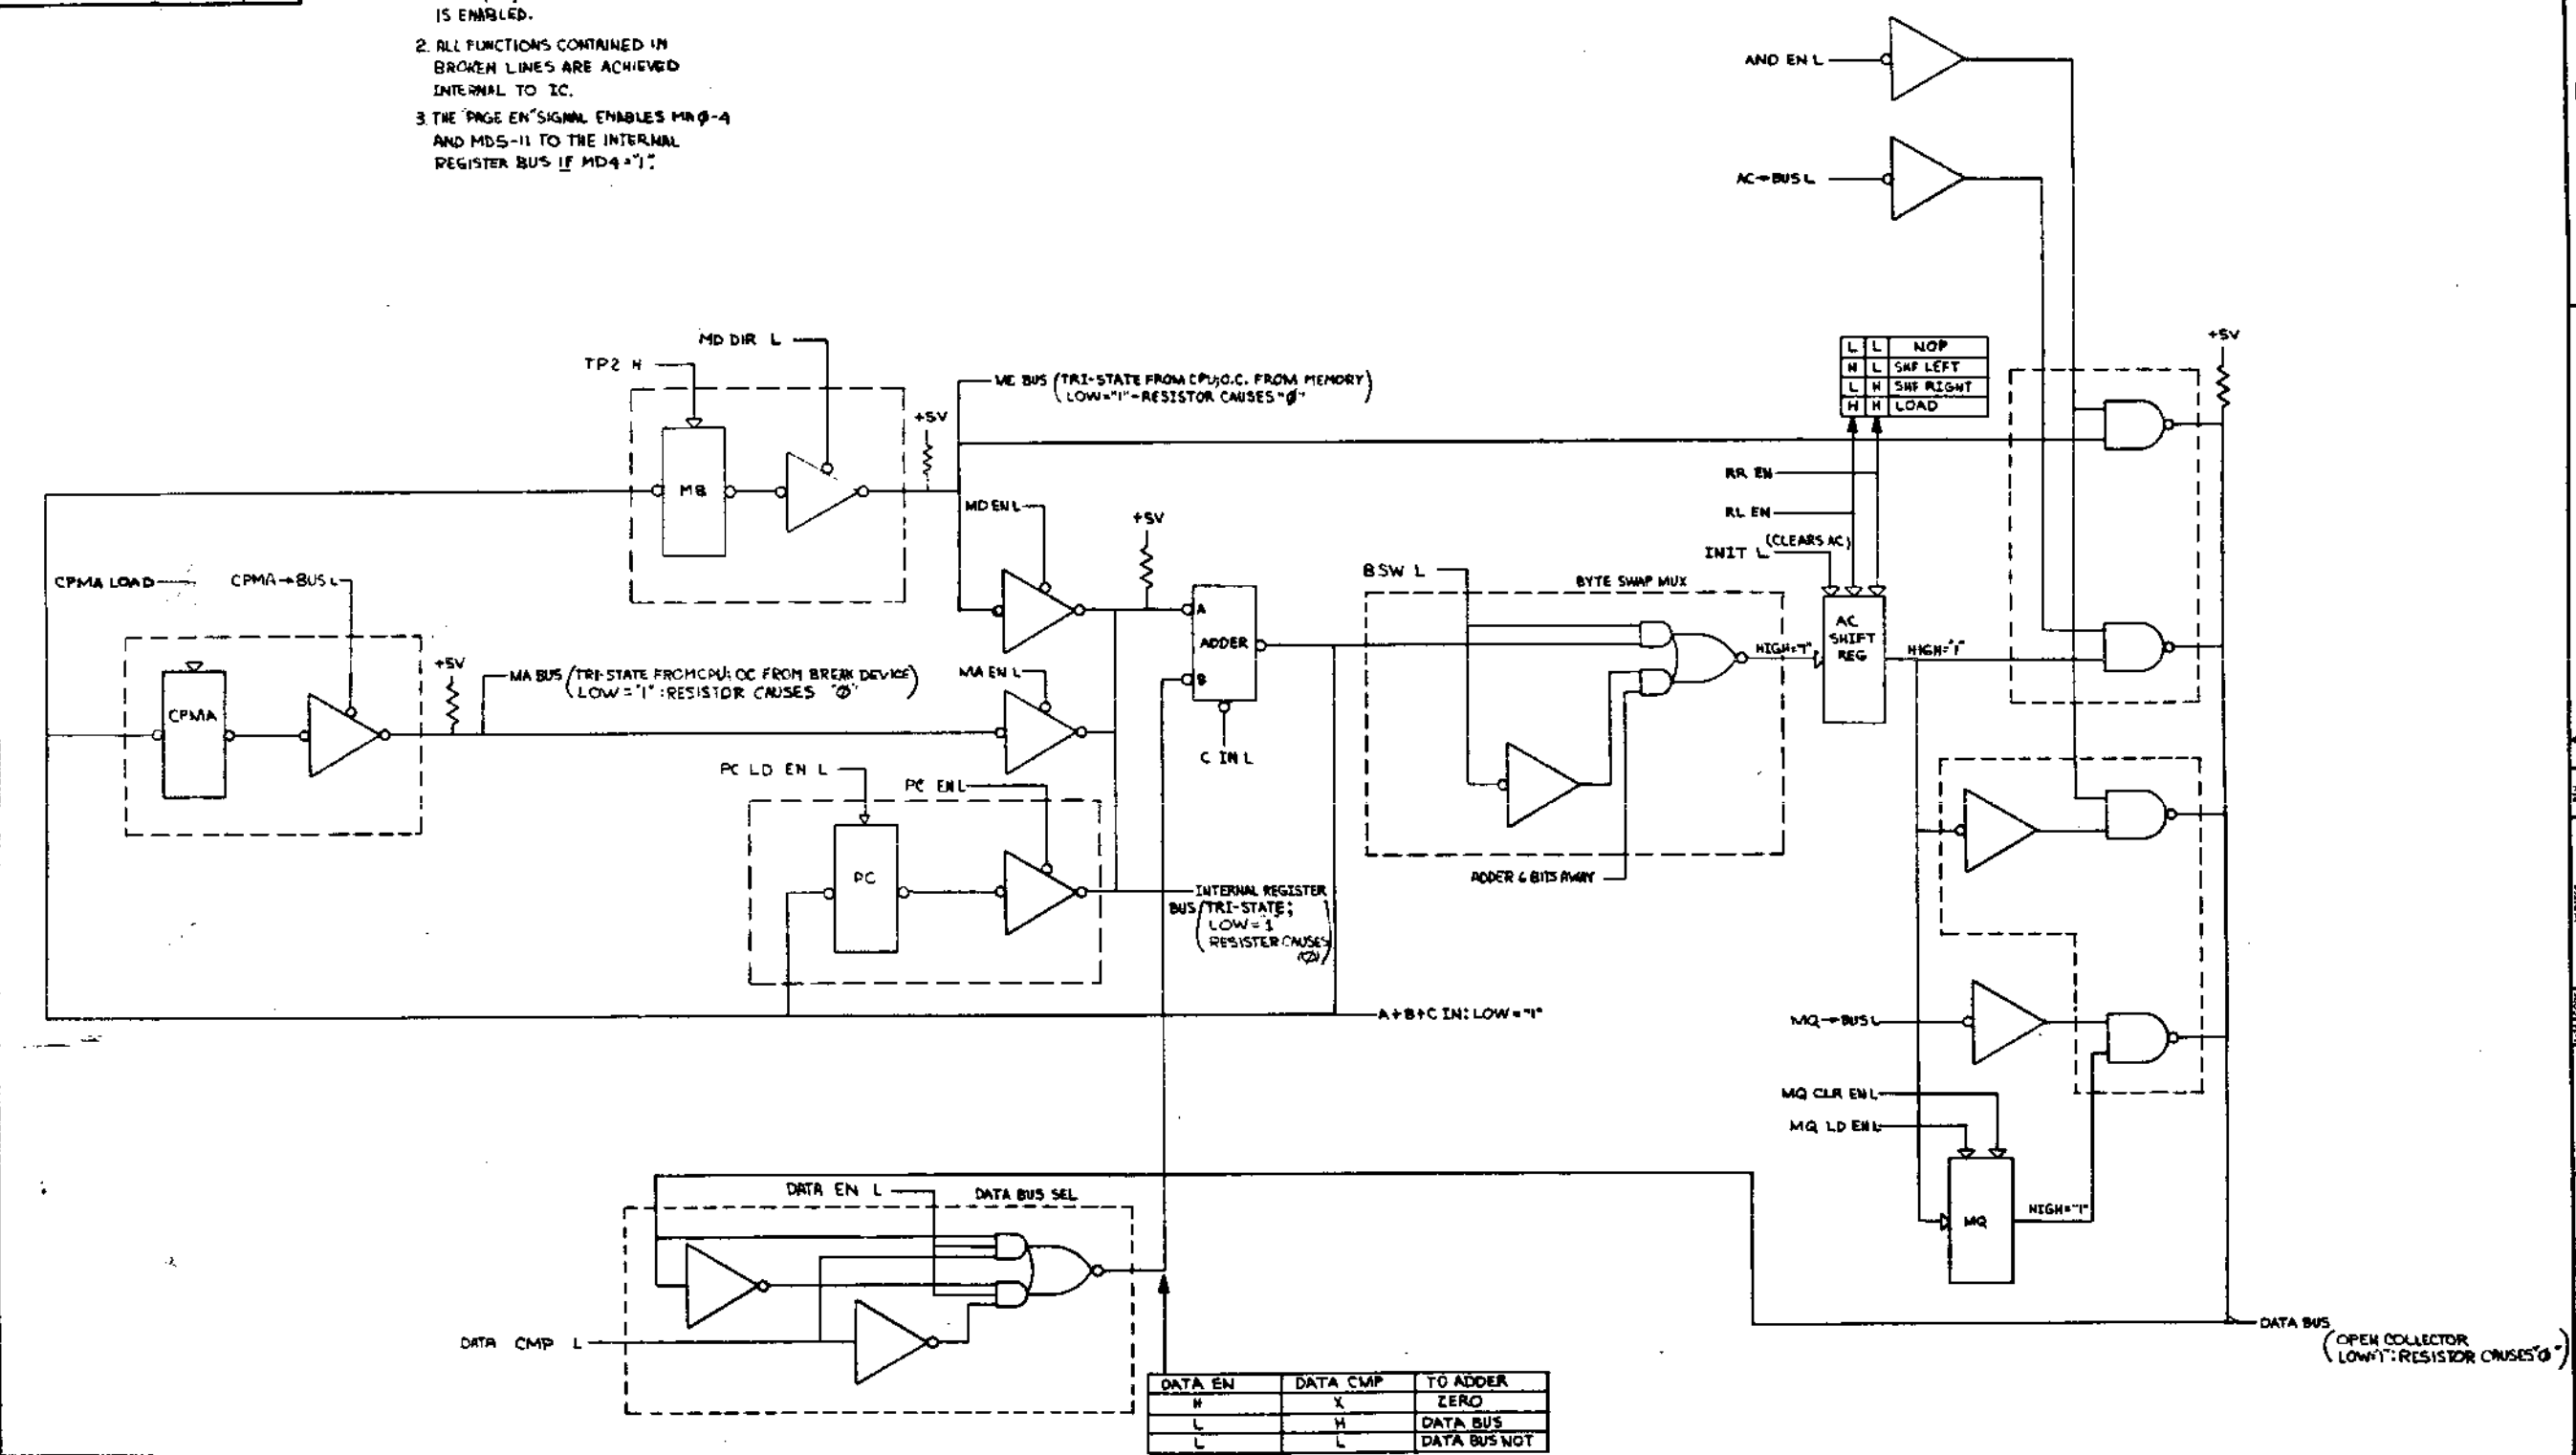 IS ENABLED.
2. ALL FUNCTIONS CONTAINED IN
BROKEN LINES ARE ACHIEVED
INTERNAL TO IC.
3. THE "PAGE EN" SIGNAL ENABLES MA0-4
AND MD5-11 TO THE INTERNAL
REGISTER BUS IF MD4="1".
AND EN L
AC→BUS L
MD DIR L
TP2 H
+5V
+5V
MD BUS (TRI-STATE FROM CPU; O.C. FROM MEMORY)
(LOW="1"-RESISTOR CAUSES "0"
L L NOP
H L SHF LEFT
L H SHF RIGHT
H H LOAD
MB
MD EN L
+5V
RR EN
RL EN
(CLEARS AC)
INIT L
CPMA LOAD
CPMA→BUS L
A
ADDER
B
BSW L
BYTE SWAP MUX
AC
SHIFT
REG
HIGH="1"
HIGH="1"
+5V
MA BUS (TRI-STATE FROM CPU; OC FROM BREAK DEVICE)
(LOW="1":RESISTOR CAUSES "0"
MA EN L
CPMA
C IN L
PC LD EN L
PC EN L
PC
INTERNAL REGISTER
BUS (TRI-STATE;
LOW=1
RESISTER CAUSES
(0)
ADDER 6 BITS AWAY
A+B+C IN: LOW="1"
MQ→BUS L
MQ CLR EN L
MQ LD EN L
MQ
HIGH="1"
DATA EN L
DATA BUS SEL
DATA CMP L
DATA BUS
(OPEN COLLECTOR
LOW="1":RESISTOR CAUSES "0")
DATA EN DATA CMP TO ADDER
H X ZERO
L H DATA BUS
L L DATA BUS NOT